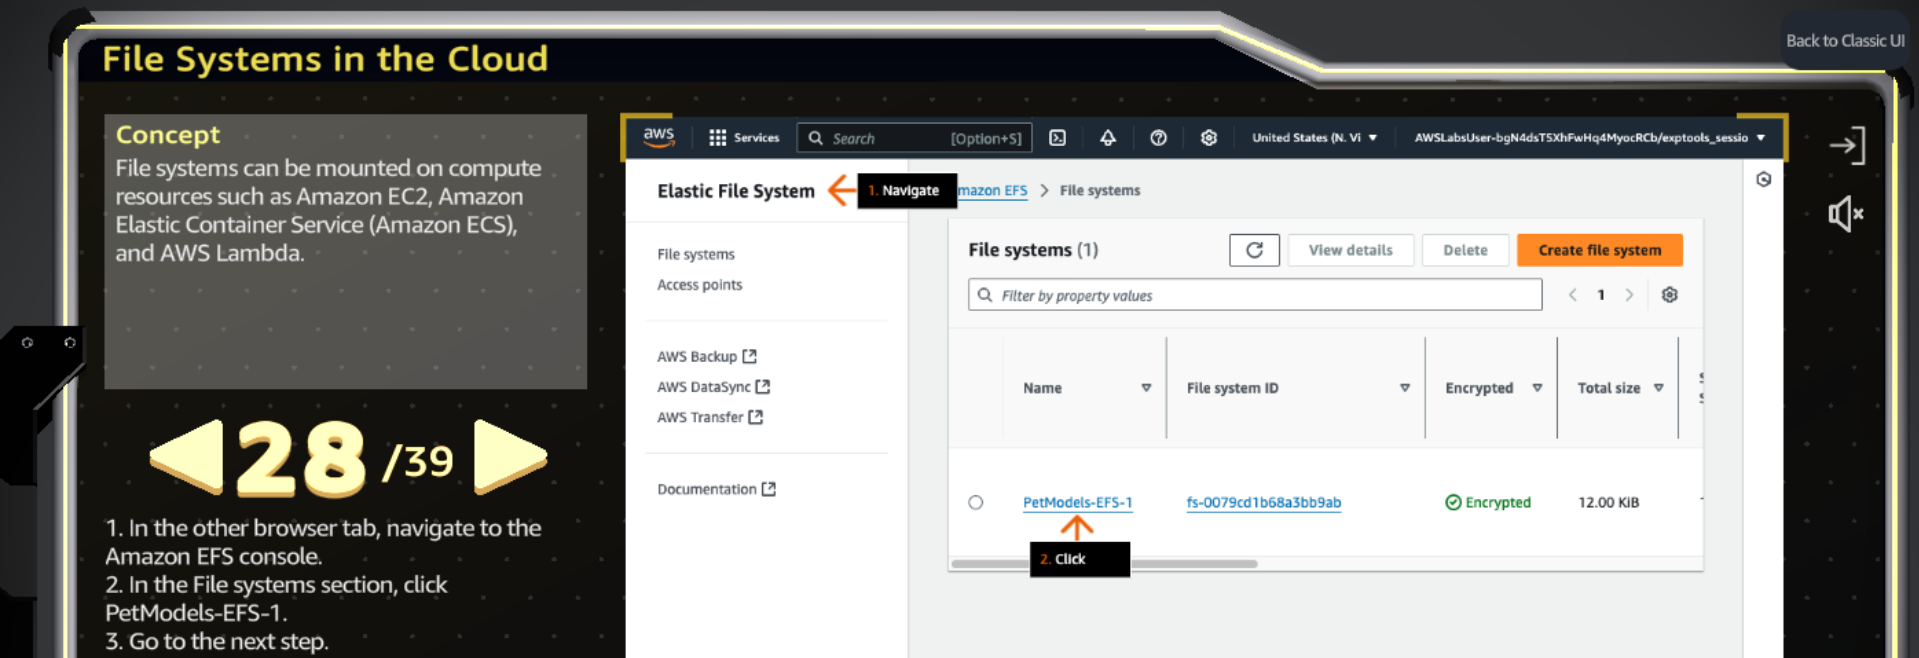 Back to Classic UI
File Systems in the Cloud
Concept
File systems can be mounted on compute
resources such as Amazon EC2, Amazon
Elastic Container Service (Amazon ECS),
and AWS Lambda.
28 /39
1. In the other browser tab, navigate to the
Amazon EFS console.
2. In the File systems section, click
PetModels-EFS-1.
3. Go to the next step.
aws Services Search [Option+S] United States (N. Vi AWSLabsUser-bgN4dsT5XhFwHq4MyocRCb/exptools_sessio
Elastic File System
1. Navigate
mazon EFS > File systems
File systems
Access points
AWS Backup
AWS DataSync
AWS Transfer
Documentation
File systems (1) View details Delete Create file system
Filter by property values < 1 >
Name File system ID Encrypted Total size
PetModels-EFS-1 fs-0079cd1b68a3bb9ab Encrypted 12.00 KiB
2. Click